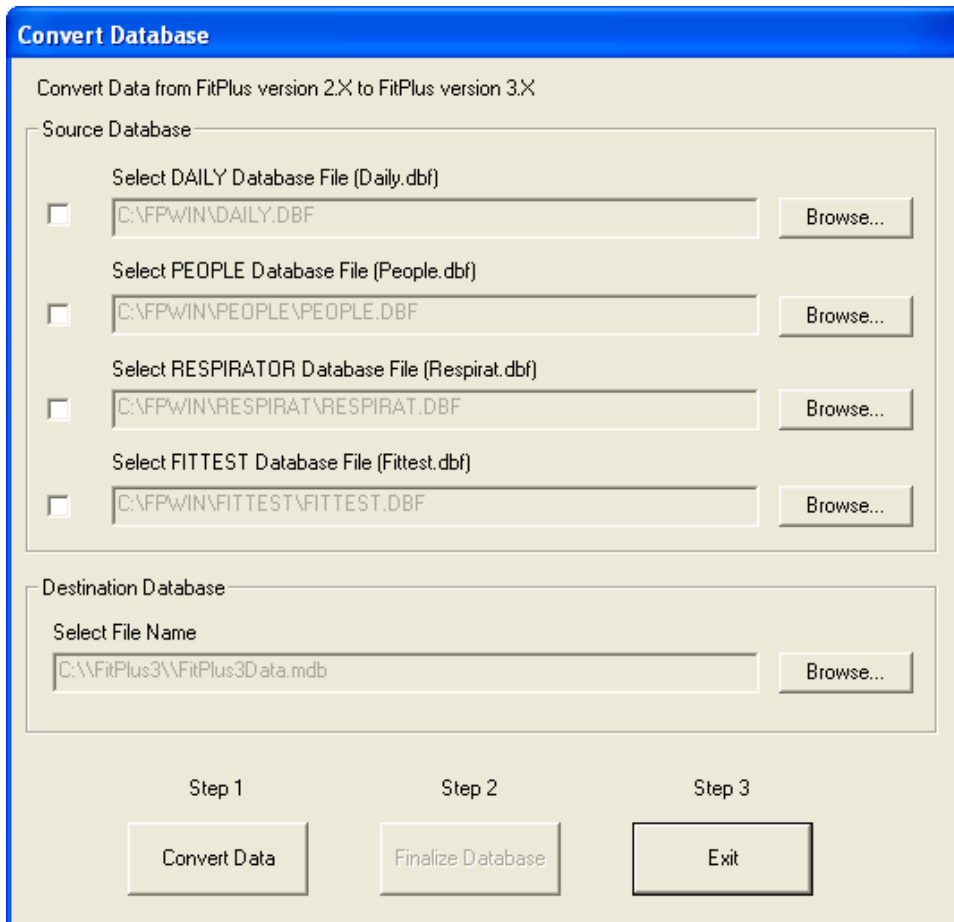 Convert Database
Convert Data from FitPlus version 2.X to FitPlus version 3.X
Source Database
Select DAILY Database File (Daily.dbf)
C:\FPWIN\DAILY.DBF
Browse...
Select PEOPLE Database File (People.dbf)
C:\FPWIN\PEOPLE\PEOPLE.DBF
Browse...
Select RESPIRATOR Database File (Respirat.dbf)
C:\FPWIN\RESPIRAT\RESPIRAT.DBF
Browse...
Select FITTEST Database File (Fittest.dbf)
C:\FPWIN\FITTEST\FITTEST.DBF
Browse...
Destination Database
Select File Name
C:\\FitPlus3\\FitPlus3Data.mdb
Browse...
Step 1
Step 2
Step 3
Convert Data
Finalize Database
Exit